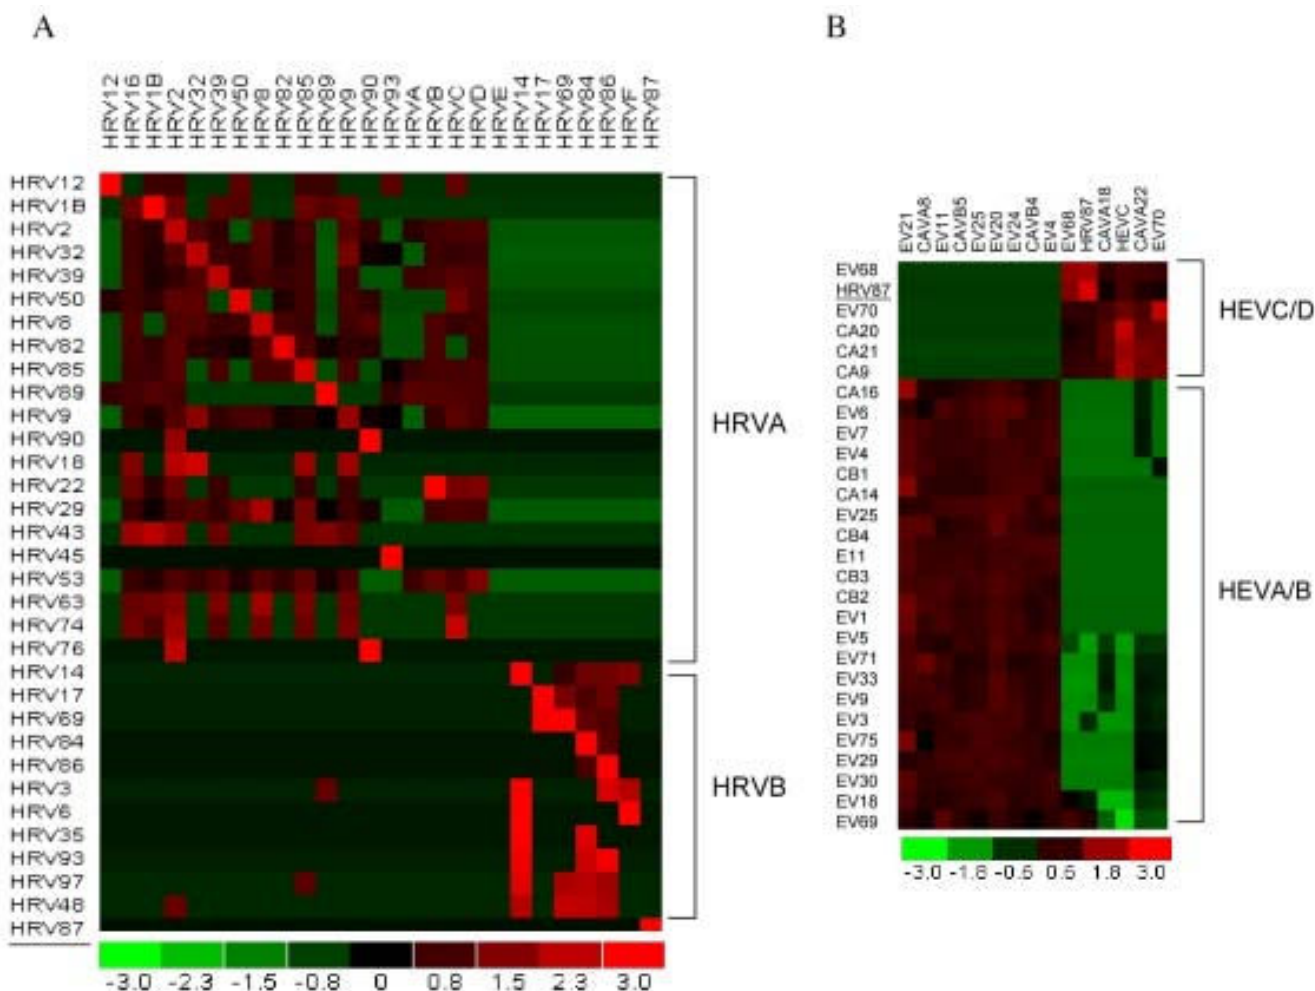 A
B
HRV12
HRV16
HRV1B
HRV2
HRV32
HRV39
HRV50
HRV8
HRV82
HRV85
HRV89
HRV9
HRV90
HRV93
HRVA
HRVB
HRVC
HRVD
HRVE
HRV14
HRV17
HRV69
HRV84
HRV86
HRVF
HRV87
HRV12
HRV1B
HRV2
HRV32
HRV39
HRV50
HRV8
HRV82
HRV85
HRV89
HRV9
HRV90
HRV18
HRV22
HRV29
HRV43
HRV45
HRV53
HRV63
HRV74
HRV76
HRV14
HRV17
HRV69
HRV84
HRV86
HRV3
HRV6
HRV35
HRV93
HRV97
HRV48
HRV87
HRVA
HRVB
-3.0 -2.3 -1.5 -0.8 0 0.8 1.5 2.3 3.0
EV21
CAVA8
EV11
CAVB5
EV25
EV20
EV24
CAVB4
EV4
EV68
HRV87
CAVA18
HEVC
CAVA22
EV70
EV68
HRV87
EV70
CA20
CA21
CA9
CA16
EV6
EV7
EV4
CB1
CA14
EV25
CB4
E11
CB3
CB2
EV1
EV5
EV71
EV33
EV9
EV3
EV75
EV29
EV30
EV18
EV69
HEVC/D
HEVA/B
-3.0 -1.8 -0.6 0.6 1.8 3.0